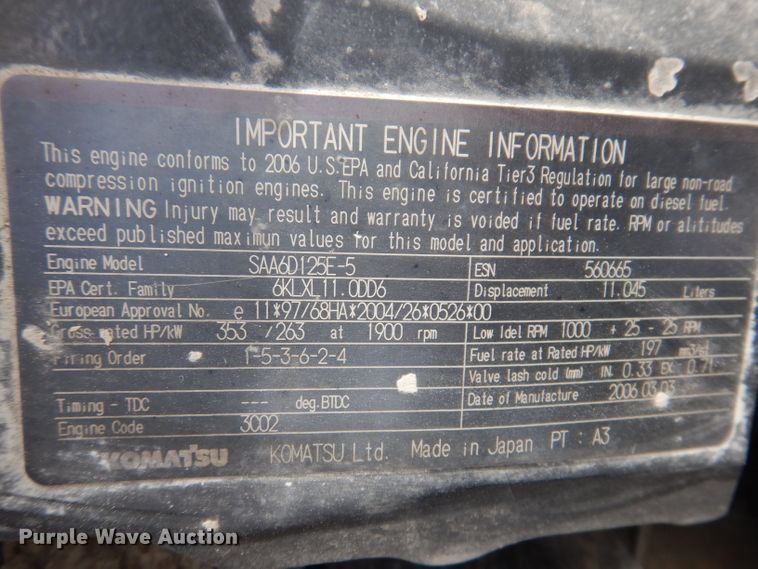 IMPORTANT ENGINE INFORMATION
This engine conforms to 2006 U.S.EPA and California Tier3 Regulation for large non-road
compression ignition engines. This engine is certified to operate on diesel fuel.
WARNING Injury may result and warranty is voided if fuel rate. RPM or alititudes
exceed published maximun values for this model and application.
Engine Model SAA6D125E-5 ESN 560665
EPA Cert. Family 6KLXL11.0DD6 Displacement 11.045 Liters
European Approval No. e 11*97/68HA*2004/26*0526*00
Gross rated HP/kW 353 /263 at 1900 rpm Low Idel RPM 1000 + 25 - 25 RPM
Firing Order 1-5-3-6-2-4 Fuel rate at Rated HP/kW 197
Valve lash cold (mm) IN. 0.33 EX. 0.71
Timing - TDC --- deg.BTDC Date of Manufacture 2006.03.03
Engine Code 3002
KOMATSU KOMATSU Ltd. Made in Japan PT : A3
Purple Wave Auction